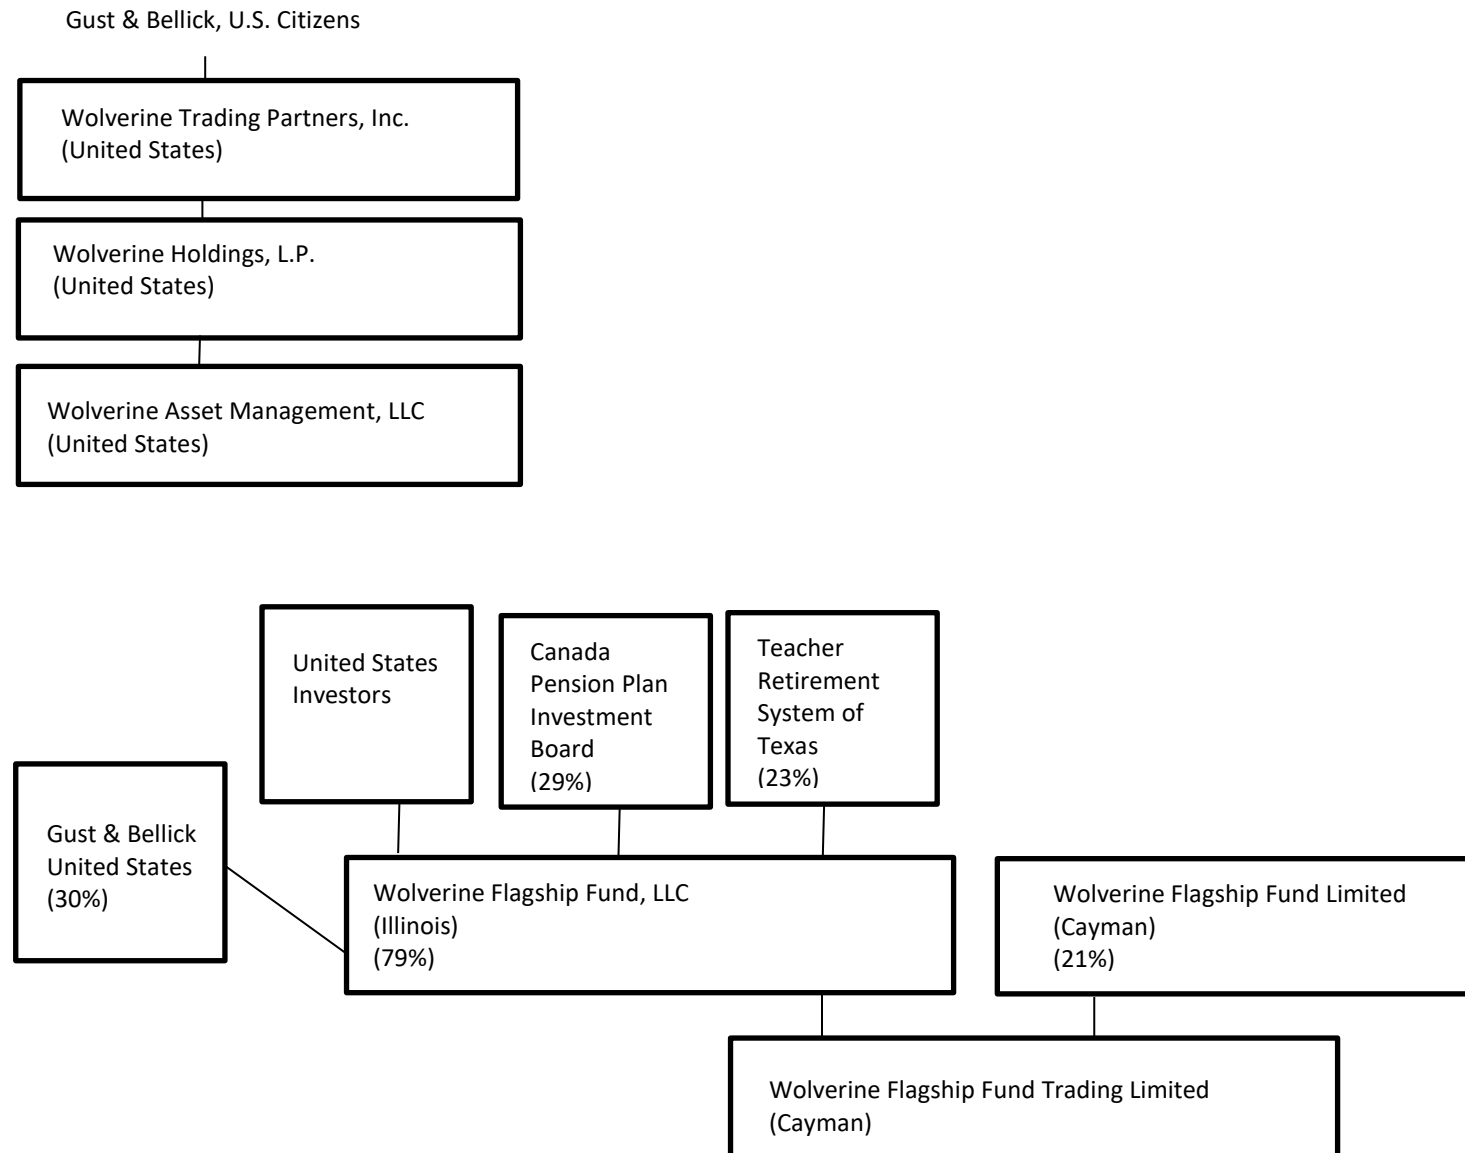 Gust & Bellick, U.S. Citizens
Wolverine Trading Partners, Inc.
(United States)
Wolverine Holdings, L.P.
(United States)
Wolverine Asset Management, LLC
(United States)
United States
Investors
Canada
Pension Plan
Investment
Board
(29%)
Teacher
Retirement
System of
Texas
(23%)
Gust & Bellick
United States
(30%)
Wolverine Flagship Fund, LLC
(Illinois)
(79%)
Wolverine Flagship Fund Limited
(Cayman)
(21%)
Wolverine Flagship Fund Trading Limited
(Cayman)